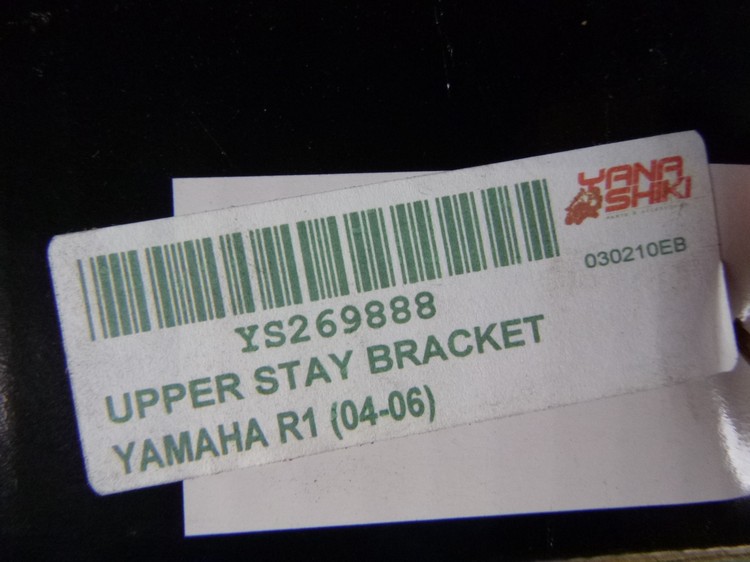 YANA
SHIKI
030210EB
YS269888
UPPER STAY BRACKET
YAMAHA R1 (04-06)